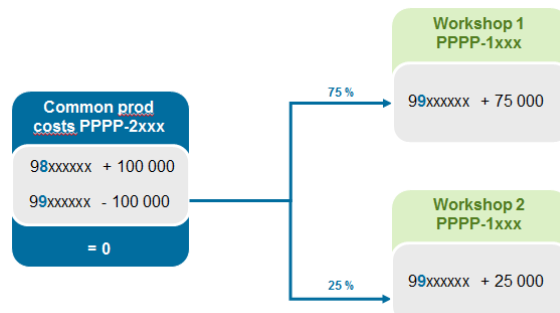 Workshop 1
PPPP-1xxx
75 %
99xxxxxx + 75 000
Common prod
costs PPPP-2xxx
98xxxxxx + 100 000
99xxxxxx - 100 000
= 0
Workshop 2
PPPP-1xxx
25 %
99xxxxxx + 25 000